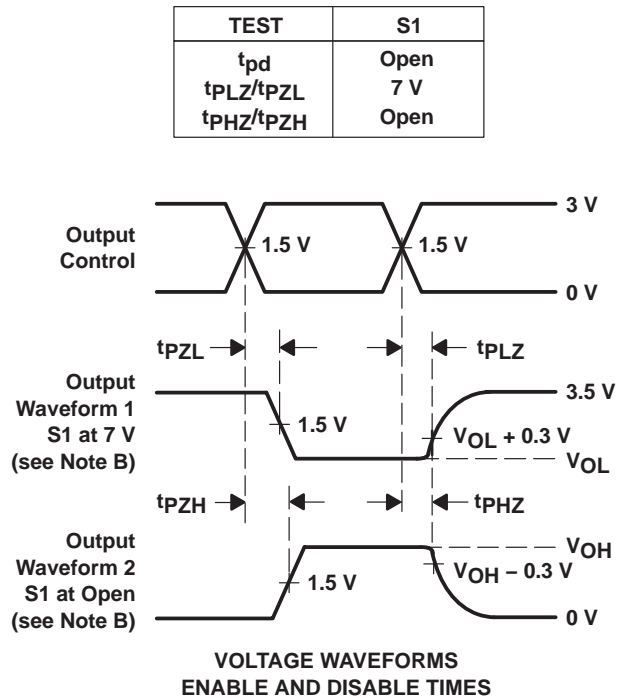 TEST S1
tpd Open
tPLZ/tPZL 7 V
tPHZ/tPZH Open
3 V
Output
Control
1.5 V 1.5 V
0 V
tPZL tPLZ
Output
Waveform 1
S1 at 7 V
(see Note B)
3.5 V
1.5 V
VOL + 0.3 V
VOL
tPZH tPHZ
Output
Waveform 2
S1 at Open
(see Note B)
VOH
VOH – 0.3 V
1.5 V
0 V
VOLTAGE WAVEFORMS
ENABLE AND DISABLE TIMES